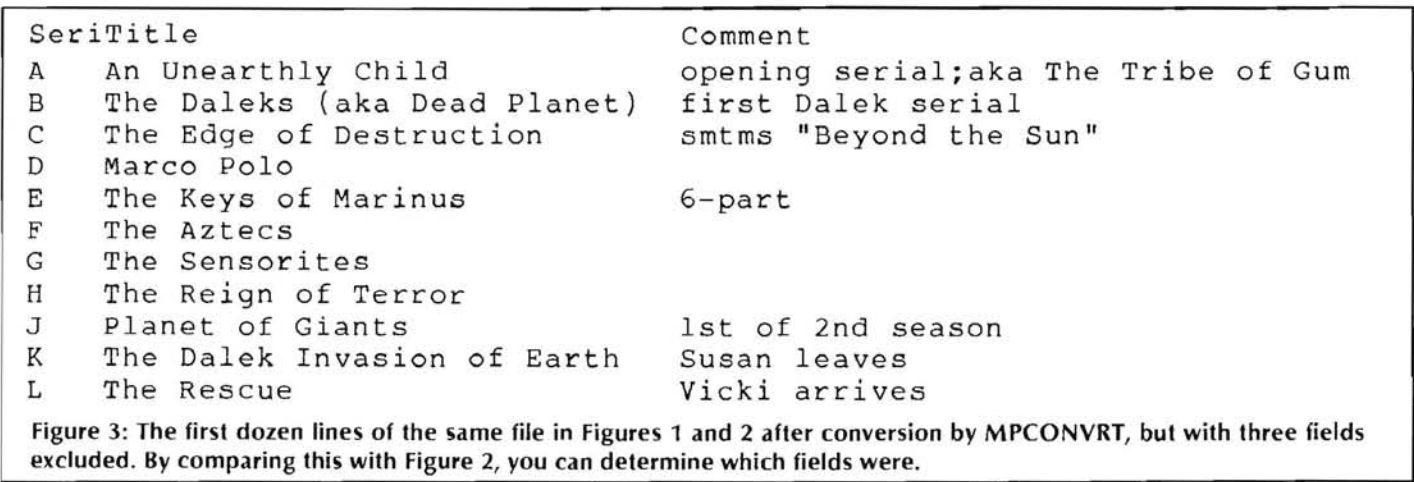 SeriTitle Comment
A An Unearthly Child opening serial;aka The Tribe of Gum
B The Daleks (aka Dead Planet) first Dalek serial
C The Edge of Destruction smtms "Beyond the Sun"
D Marco Polo
E The Keys of Marinus 6-part
F The Aztecs
G The Sensorites
H The Reign of Terror
J Planet of Giants 1st of 2nd season
K The Dalek Invasion of Earth Susan leaves
L The Rescue Vicki arrives
Figure 3: The first dozen lines of the same file in Figures 1 and 2 after conversion by MPCONVRT, but with three fields
excluded. By comparing this with Figure 2, you can determine which fields were.